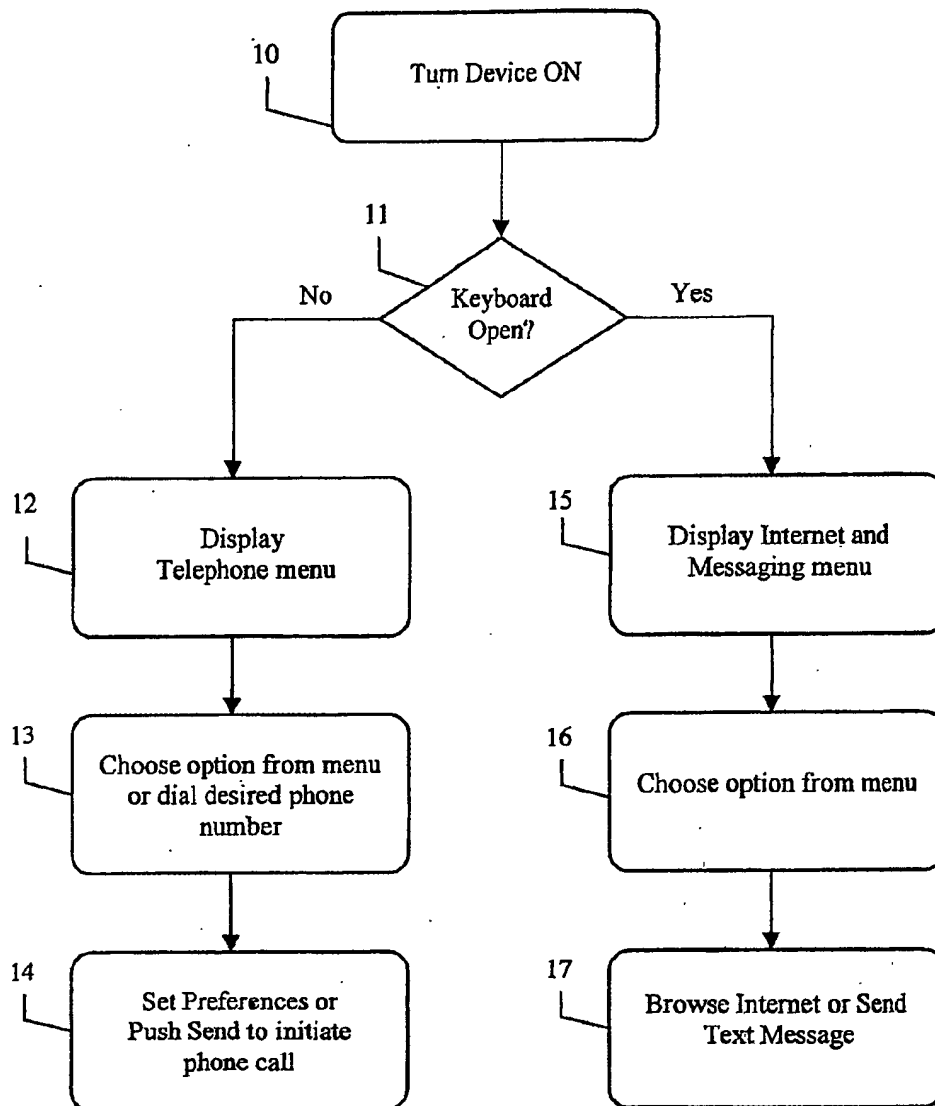 10
Turn Device ON
11
No
Keyboard
Open?
Yes
12
Display
Telephone menu
15
Display Internet and
Messaging menu
13
Choose option from menu
or dial desired phone
number
16
Choose option from menu
14
Set Preferences or
Push Send to initiate
phone call
17
Browse Internet or Send
Text Message